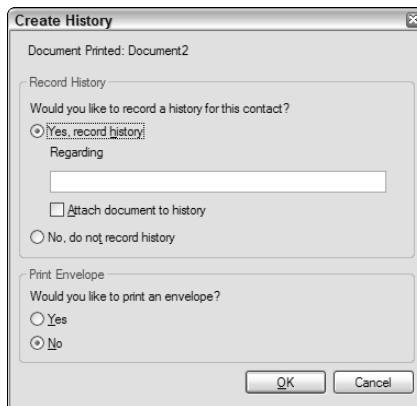 Create History
Document Printed: Document2
Record History
Would you like to record a history for this contact?
Yes, record history
Regarding
Attach document to history
No, do not record history
Print Envelope
Would you like to print an envelope?
Yes
No
OK Cancel